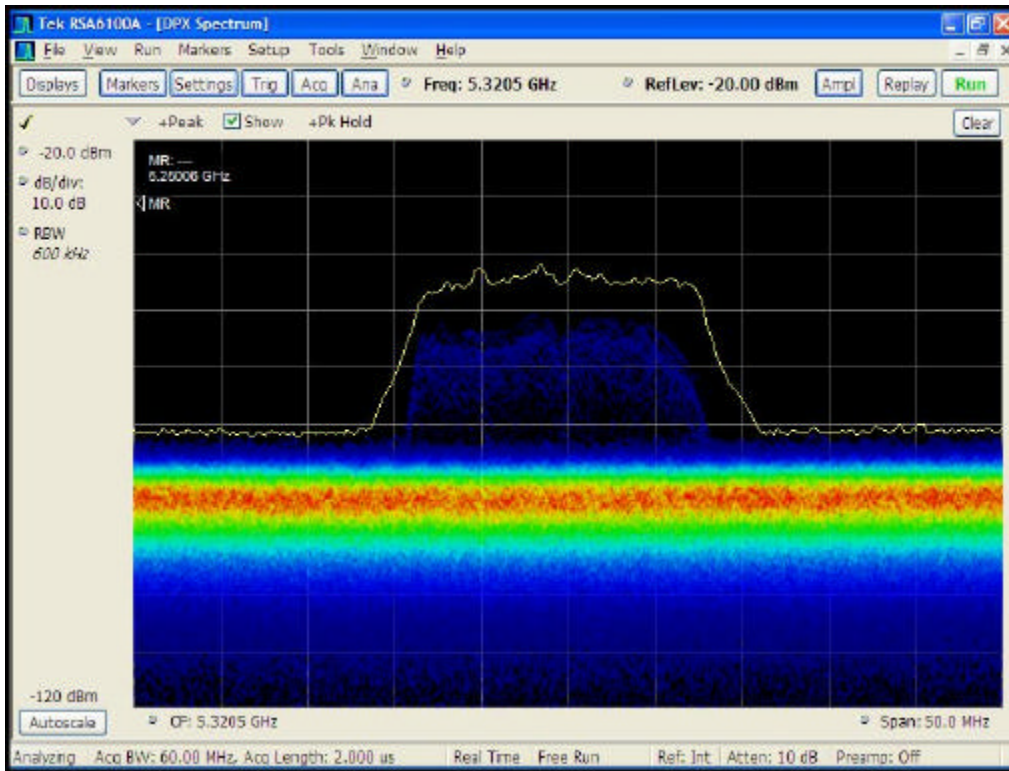 Tek RSA6100A - [DPX Spectrum]
File View Run Markers Setup Tools Window Help
Displays Markers Settings Trig Acq Ana Freq: 5.3205 GHz RefLev: -20.00 dBm Ampl Replay Run
+Peak Show +Pk Hold Clear
-20.0 dBm
dB/div:
10.0 dB
RBW
600 kHz
MR: ---
5.28006 GHz
MR
-120 dBm
Autoscale CF: 5.3205 GHz Span: 50.0 MHz
Analyzing Acq BW: 60.00 MHz, Acq Length: 2.000 us Real Time Free Run Ref: Int Atten: 10 dB Preamp: Off